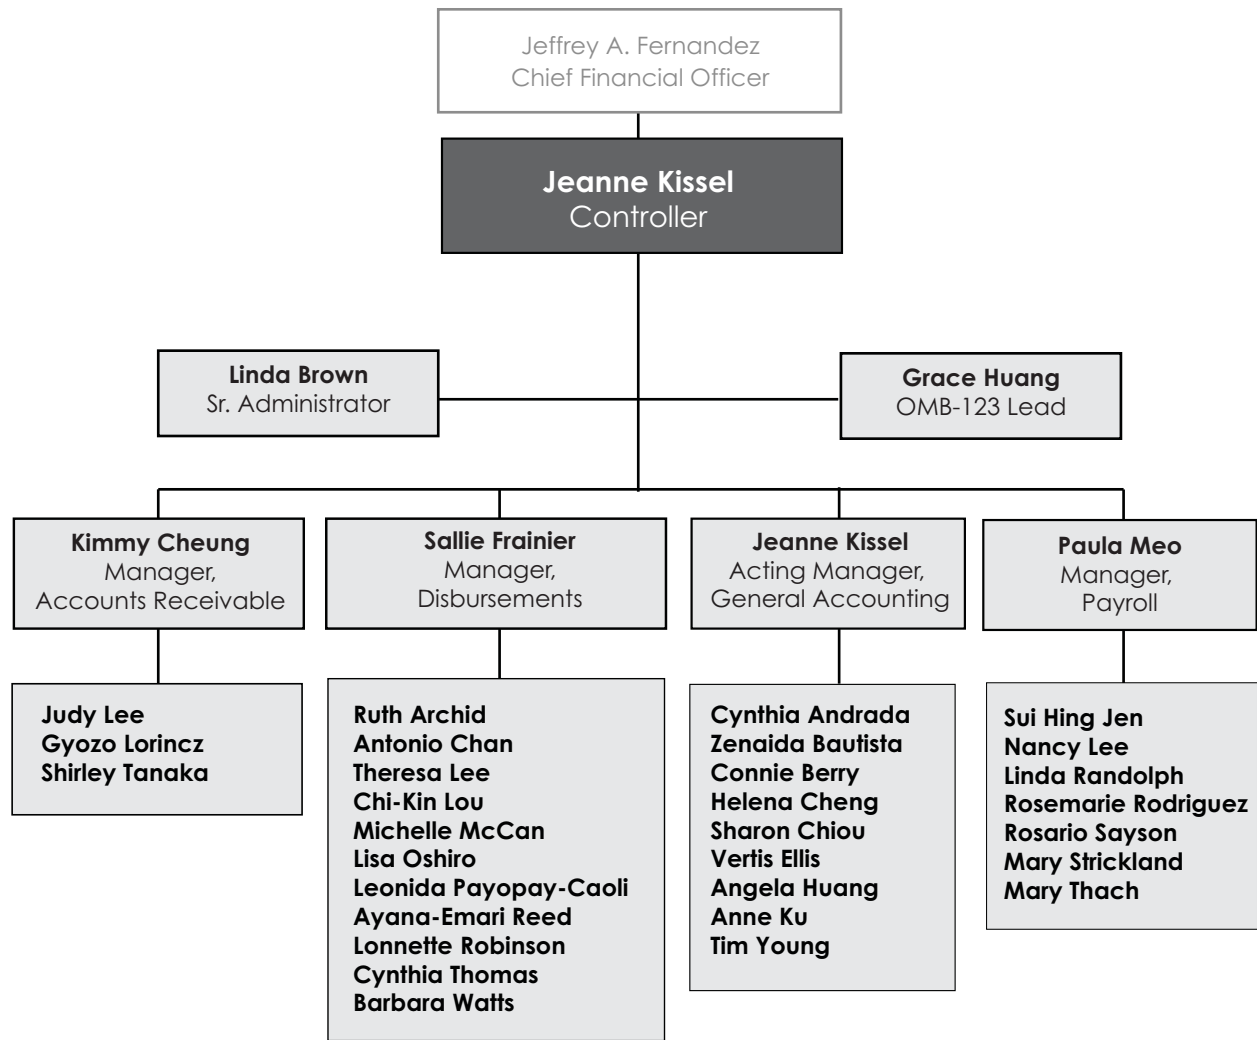 Jeffrey A. Fernandez
Chief Financial Officer
Jeanne Kissel
Controller
Linda Brown
Sr. Administrator
Grace Huang
OMB-123 Lead
Kimmy Cheung
Manager,
Accounts Receivable
Sallie Frainier
Manager,
Disbursements
Jeanne Kissel
Acting Manager,
General Accounting
Paula Meo
Manager,
Payroll
Judy Lee
Gyozo Lorincz
Shirley Tanaka
Ruth Archid
Antonio Chan
Theresa Lee
Chi-Kin Lou
Michelle McCan
Lisa Oshiro
Leonida Payopay-Caoli
Ayana-Emari Reed
Lonnette Robinson
Cynthia Thomas
Barbara Watts
Cynthia Andrada
Zenaida Bautista
Connie Berry
Helena Cheng
Sharon Chiou
Vertis Ellis
Angela Huang
Anne Ku
Tim Young
Sui Hing Jen
Nancy Lee
Linda Randolph
Rosemarie Rodriguez
Rosario Sayson
Mary Strickland
Mary Thach